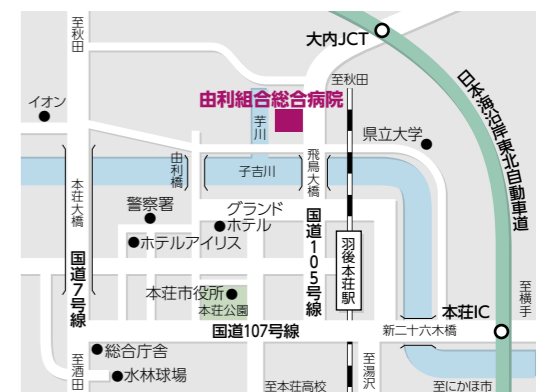 至秋田
大内JCT
至秋田
日本海沿岸東北自動車道
イオン
由利組合総合病院
芋川
県立大学
由利橋
子吉川
飛鳥大橋
本荘大橋
警察署
グランド
ホテル
ホテルアイリス
国道105号線
羽後本荘駅
国道7号線
本荘市役所
本荘公園
至横手
本荘IC
国道107号線
新二十六木橋
総合庁舎
至酒田
水林球場
至本荘高校
至湯沢
至にかほ市